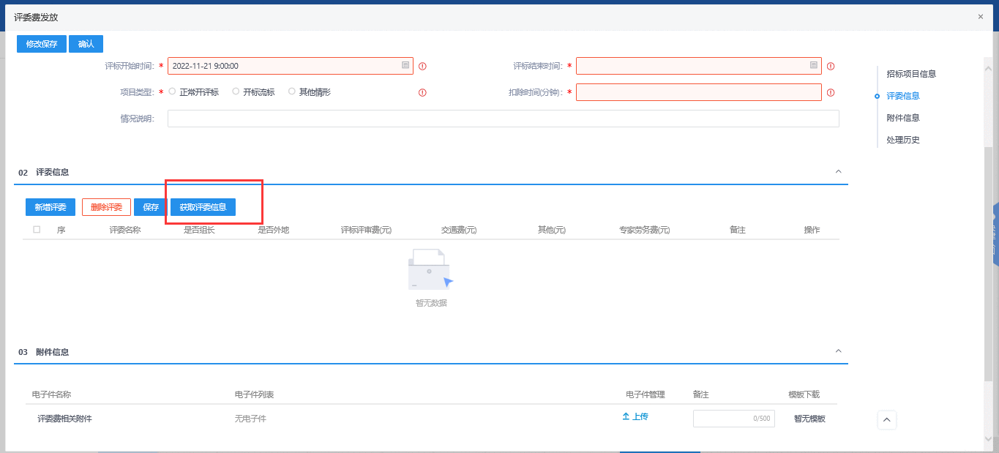 评委费发放
修改保存 确认
评标开始时间: * 2022-11-21 9:00:00 评标结束时间: *
项目类型: * 正常开评标 开标流标 其他情形 扣除时间(分钟): *
情况说明:
招标项目信息
评委信息
附件信息
处理历史
02 评委信息
新增评委 删除评委 保存 获取评委信息
序 评委名称 是否组长 是否外地 评标评审费(元) 交通费(元) 其他(元) 专家劳务费(元) 备注 操作
暂无数据
03 附件信息
电子件名称 电子件列表 电子件管理 备注 模板下载
评委费相关附件 无电子件 上传 0/500 暂无模板